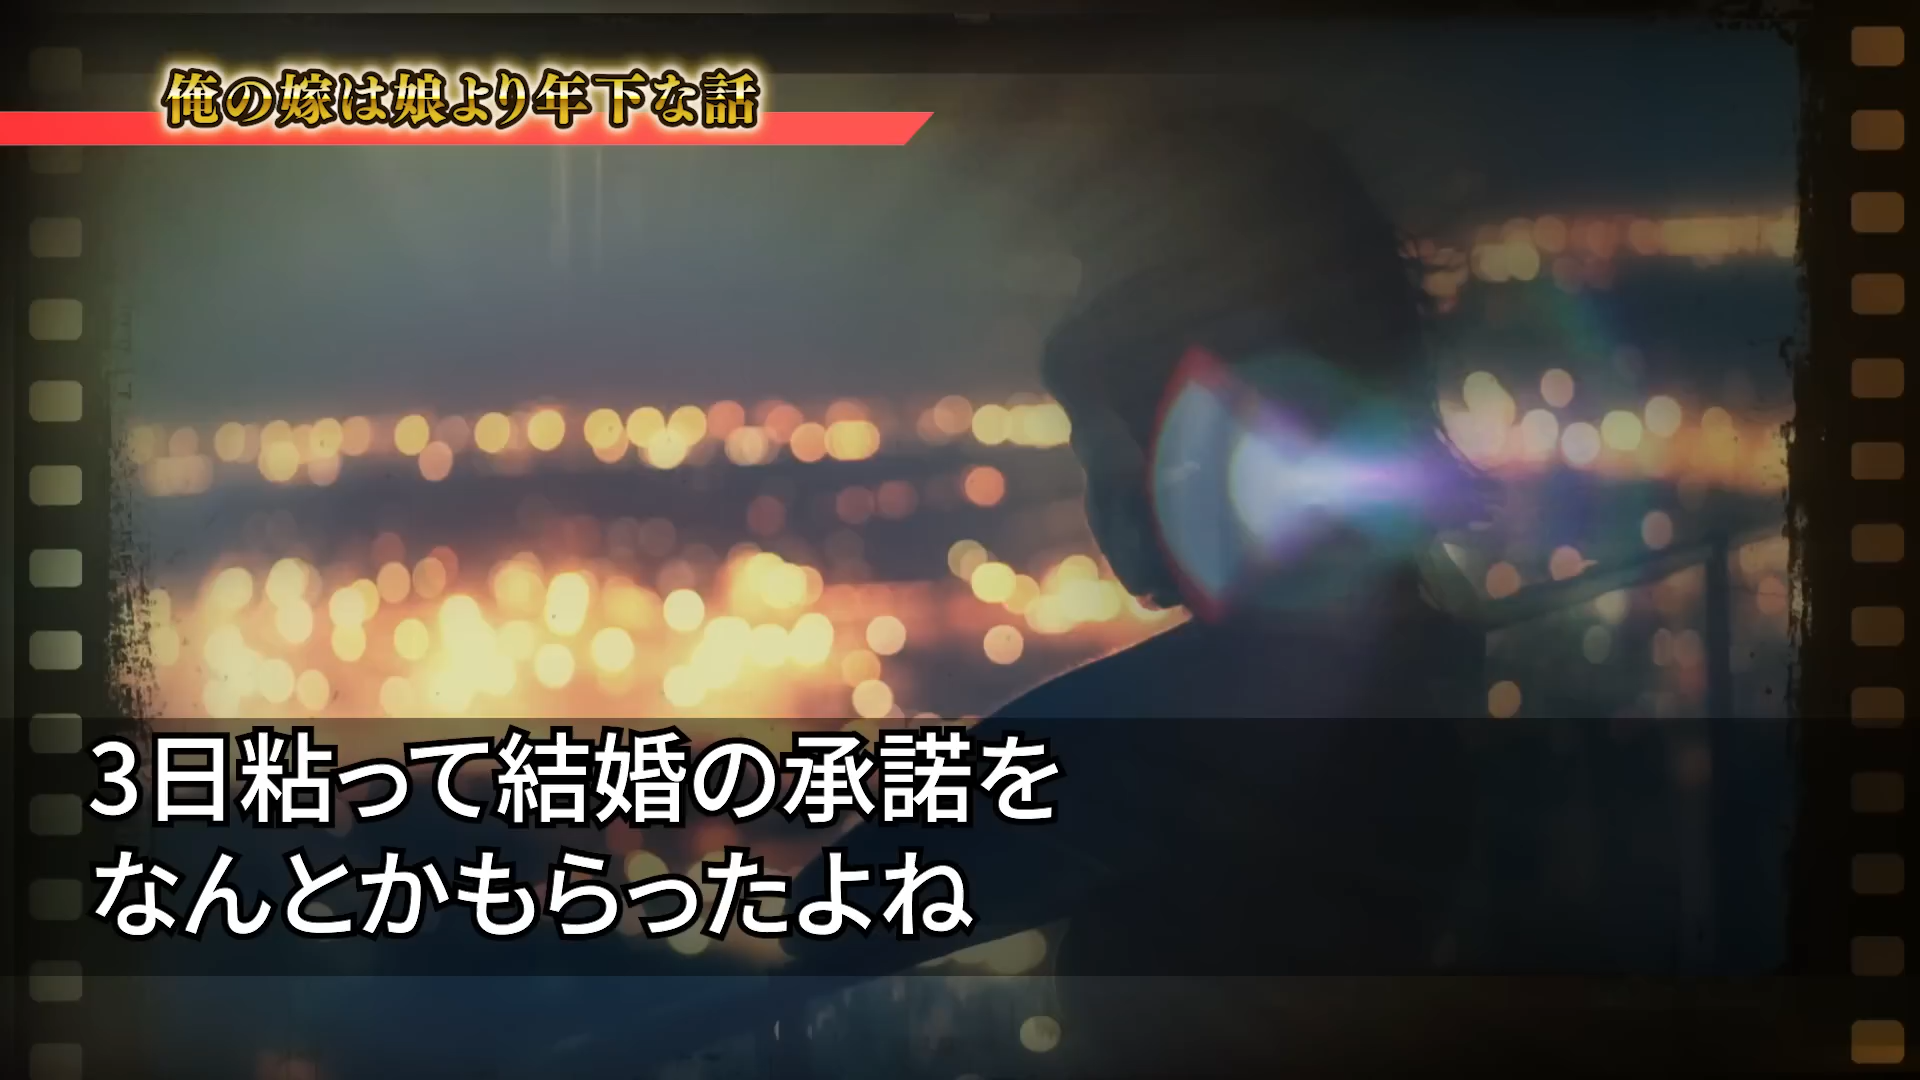 俺の嫁は娘より年下な話
3日粘って結婚の承諾を
なんとかもらったよね